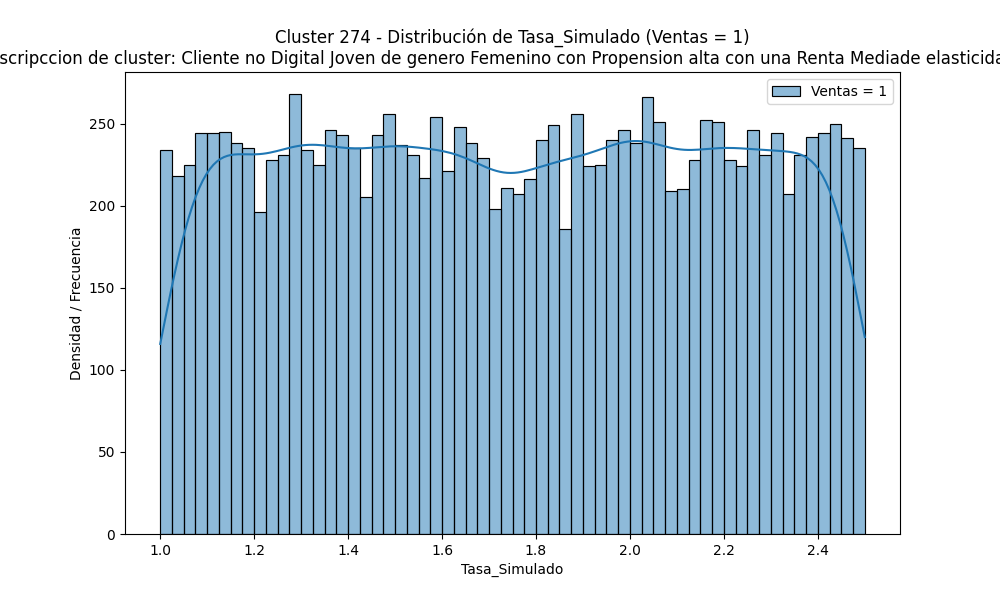 Cluster 274 - Distribución de Tasa_Simulado (Ventas = 1)
scripccion de cluster: Cliente no Digital Joven de genero Femenino con Propension alta con una Renta Mediade elasticida
Ventas = 1
Densidad / Frecuencia
250
200
150
100
50
0
1.0 1.2 1.4 1.6 1.8 2.0 2.2 2.4
Tasa_Simulado